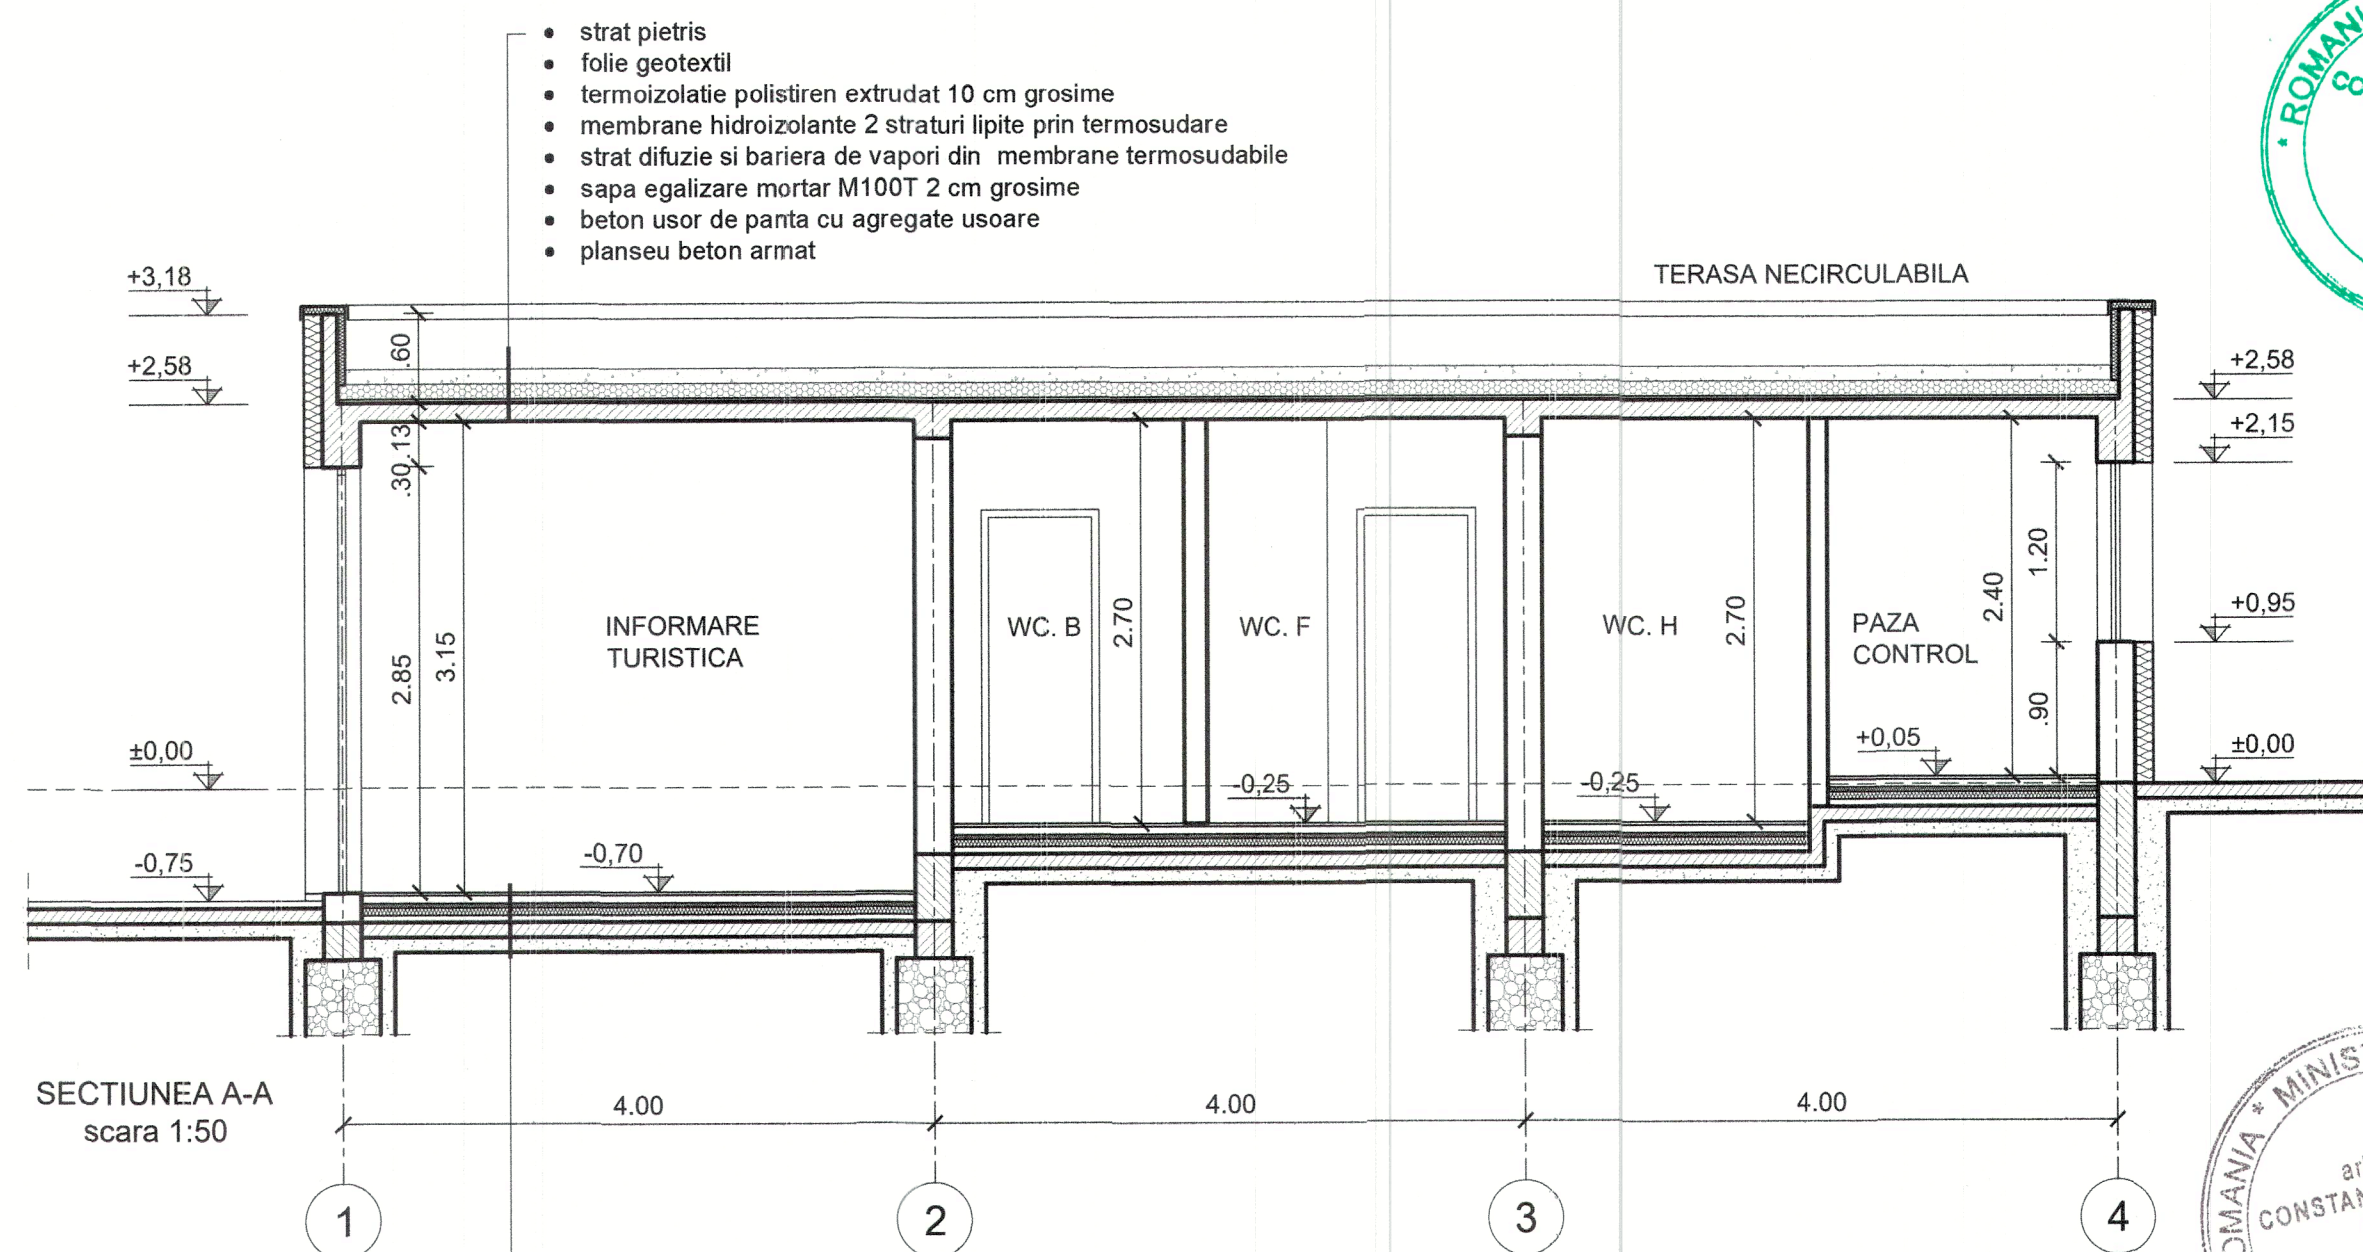 strat pietris
folie geotextil
termoizolatie polistiren extrudat 10 cm grosime
membrane hidroizolante 2 straturi lipite prin termosudare
strat difuzie si bariera de vapori din membrane termosudabile
sapa egalizare mortar M100T 2 cm grosime
beton usor de panta cu agregate usoare
planseu beton armat
* ROMAN
TERASA NECIRCULABILA
+3,18
+2,58
.60
.13
.30
+2,58
+2,15
+0,95
±0,00
INFORMARE
TURISTICA
2.85
3.15
WC. B
2.70
WC. F
WC. H
2.70
PAZA
CONTROL
2.40
1.20
.90
±0,00
-0,75
-0,70
-0,25
-0,25
+0,05
SECTIUNEA A-A
scara 1:50
4.00
4.00
4.00
1
2
3
4
OMANIA * MINIS
ar
CONSTAN